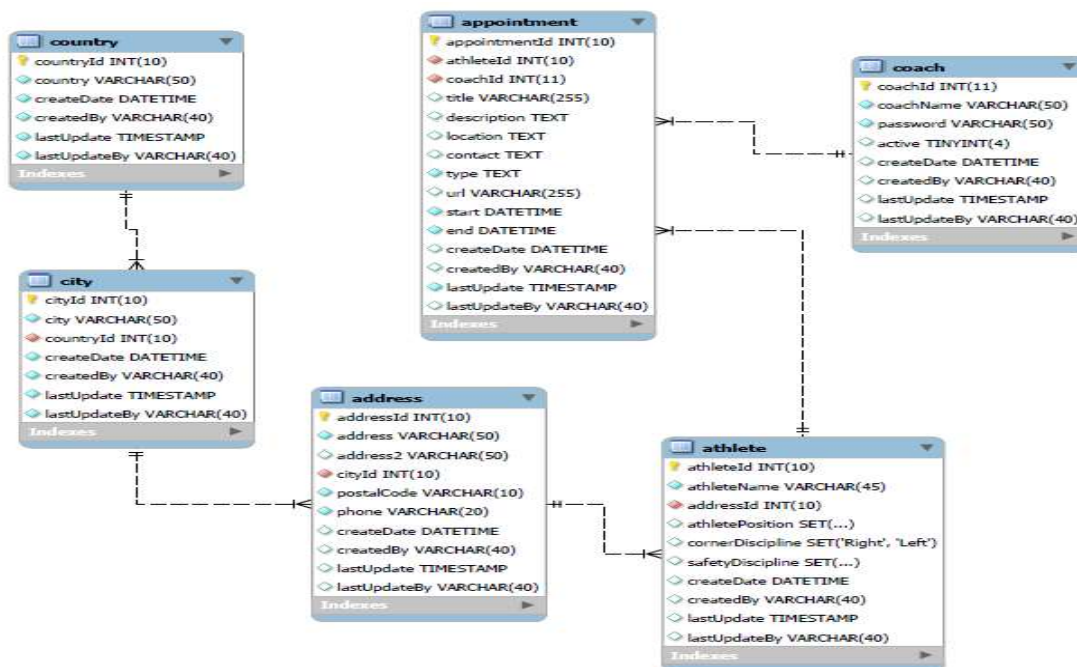 country
countryId INT(10)
country VARCHAR(50)
createDate DATETIME
createdBy VARCHAR(40)
lastUpdate TIMESTAMP
lastUpdateBy VARCHAR(40)
Indexes
city
cityId INT(10)
city VARCHAR(50)
countryId INT(10)
createDate DATETIME
createdBy VARCHAR(40)
lastUpdate TIMESTAMP
lastUpdateBy VARCHAR(40)
Indexes
address
addressId INT(10)
address VARCHAR(50)
address2 VARCHAR(50)
cityId INT(10)
postalCode VARCHAR(10)
phone VARCHAR(20)
createDate DATETIME
createdBy VARCHAR(40)
lastUpdate TIMESTAMP
lastUpdateBy VARCHAR(40)
Indexes
appointment
appointmentId INT(10)
athleteId INT(10)
coachId INT(11)
title VARCHAR(255)
description TEXT
location TEXT
contact TEXT
type TEXT
url VARCHAR(255)
start DATETIME
end DATETIME
createDate DATETIME
createdBy VARCHAR(40)
lastUpdate TIMESTAMP
lastUpdateBy VARCHAR(40)
Indexes
coach
coachId INT(11)
coachName VARCHAR(50)
password VARCHAR(50)
active TINYINT(4)
createDate DATETIME
createdBy VARCHAR(40)
lastUpdate TIMESTAMP
lastUpdateBy VARCHAR(40)
Indexes
athlete
athleteId INT(10)
athleteName VARCHAR(45)
addressId INT(10)
athletePosition SET(...)
cornerDiscipline SET('Right', 'Left')
safetyDiscipline SET(...)
createDate DATETIME
createdBy VARCHAR(40)
lastUpdate TIMESTAMP
lastUpdateBy VARCHAR(40)
Indexes